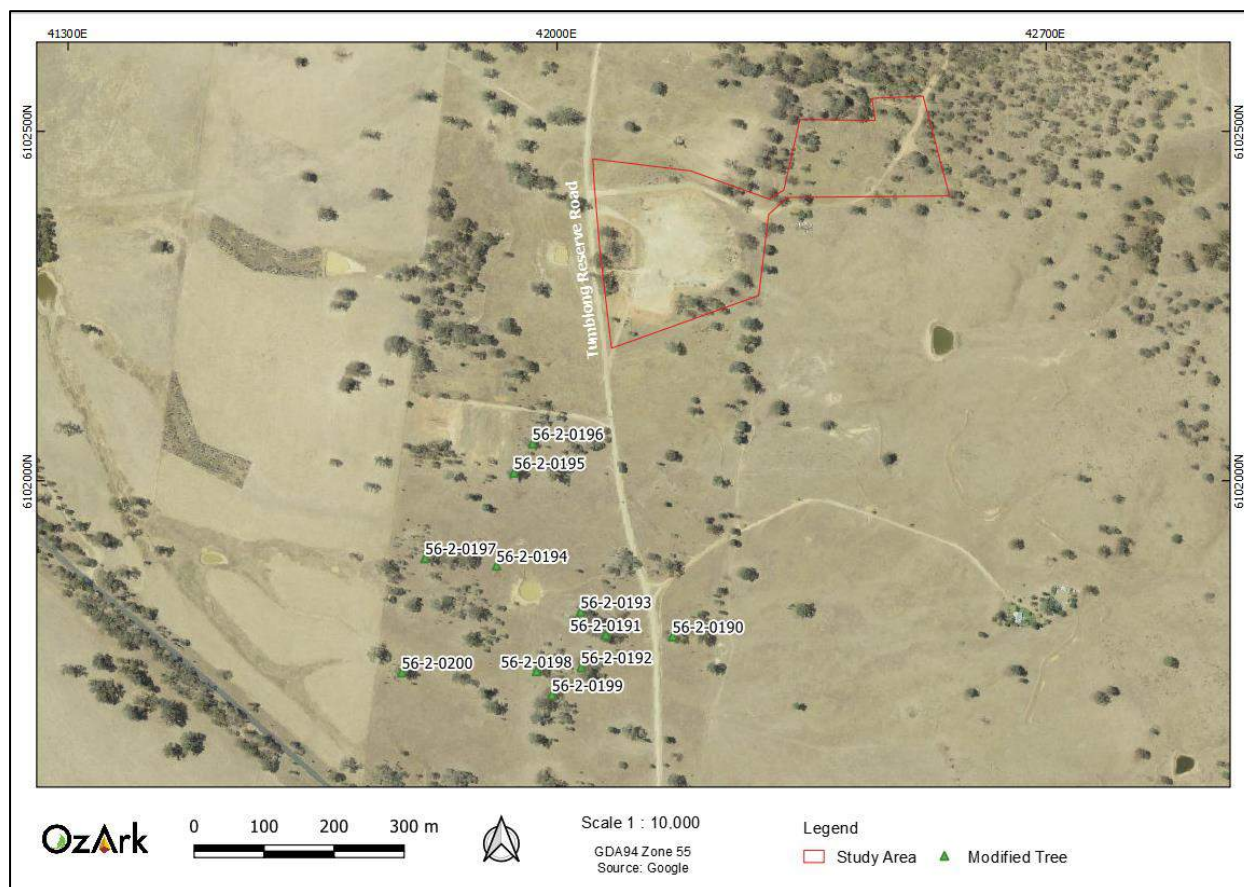 41300E
42000E
42700E
6102500N
6102500N
Tumblong Reserve Road
56-2-0196
56-2-0195
6102000N
6102000N
56-2-0197
56-2-0194
56-2-0193
56-2-0191
56-2-0190
56-2-0192
56-2-0198
56-2-0200
56-2-0199
OzArk
0 100 200 300 m
Scale 1 : 10,000
GDA94 Zone 55
Source: Google
Legend
Study Area
Modified Tree